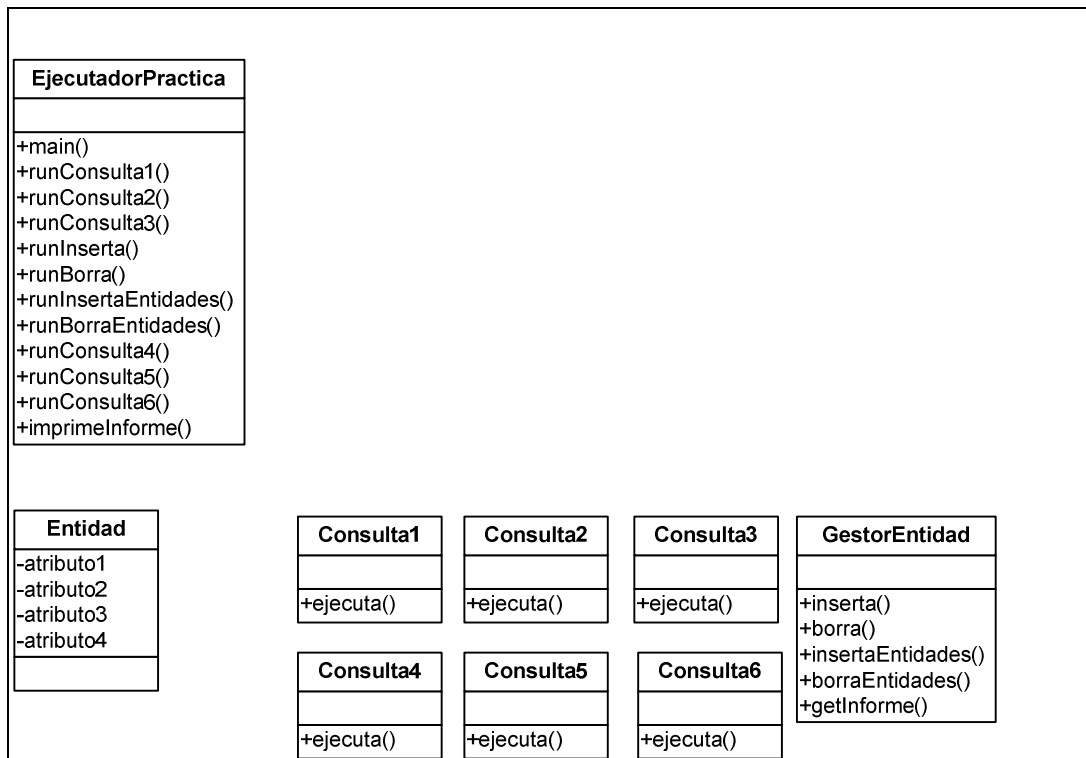 EjecutadorPractica
+main()
+runConsulta1()
+runConsulta2()
+runConsulta3()
+runInserta()
+runBorra()
+runInsertaEntidades()
+runBorraEntidades()
+runConsulta4()
+runConsulta5()
+runConsulta6()
+imprimeInforme()
Entidad
-atributo1
-atributo2
-atributo3
-atributo4
Consulta1
+ejecuta()
Consulta2
+ejecuta()
Consulta3
+ejecuta()
GestorEntidad
+inserta()
+borra()
+insertaEntidades()
+borraEntidades()
+getInforme()
Consulta4
+ejecuta()
Consulta5
+ejecuta()
Consulta6
+ejecuta()